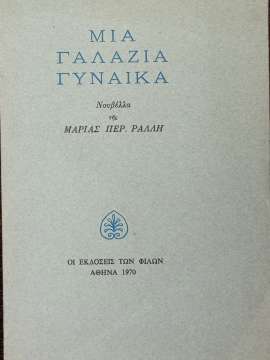 ΜΙΑ
ΓΑΛΑΖΙΑ
ΓΥΝΑΙΚΑ
Νουβέλλα
τῆς
ΜΑΡΙΑΣ ΠΕΡ. ΡΑΛΛΗ
ΟΙ ΕΚΔΟΣΕΙΣ ΤΩΝ ΦΙΛΩΝ
ΑΘΗΝΑ 1970